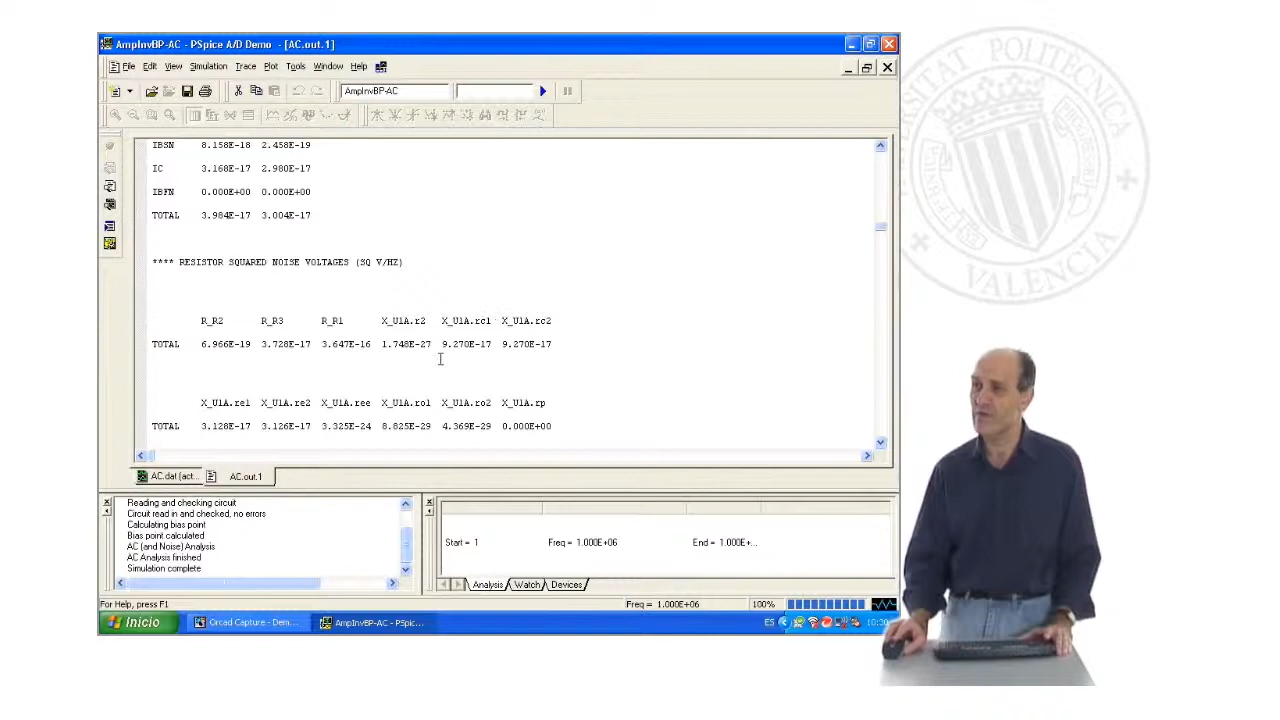 AmpInvBP-AC - PSpice A/D Demo - [AC.out.1]
File Edit View Simulation Trace Plot Tools Window Help
AmpInvBP-AC
IBSN 8.158E-18 2.458E-19
IC 3.168E-17 2.980E-17
IBFN 0.000E+00 0.000E+00
TOTAL 3.984E-17 3.004E-17
**** RESISTOR SQUARED NOISE VOLTAGES (SQ V/HZ)
R_R2 R_R3 R_R1 X_U1A.r2 X_U1A.rc1 X_U1A.rc2
TOTAL 6.966E-19 3.728E-17 3.647E-16 1.748E-27 9.270E-17 9.270E-17
X_U1A.re1 X_U1A.re2 X_U1A.ree X_U1A.ro1 X_U1A.ro2 X_U1A.rp
TOTAL 3.128E-17 3.126E-17 3.325E-24 8.825E-29 4.369E-29 0.000E+00
AC.dat (act... AC.out.1
Reading and checking circuit
Circuit read in and checked, no errors
Calculating bias point
Bias point calculated
AC (and Noise) Analysis
AC Analysis finished
Simulation complete
Start = 1 Freq = 1.000E+06 End = 1.000E+...
Analysis Watch Devices
For Help, press F1 Freq = 1.000E+06 100%
Inicio Orcad Capture - Dem... AmpInvBP-AC - PSpic... ES 10:30
UNIVERSITAT POLITECNICA
VALENCIA